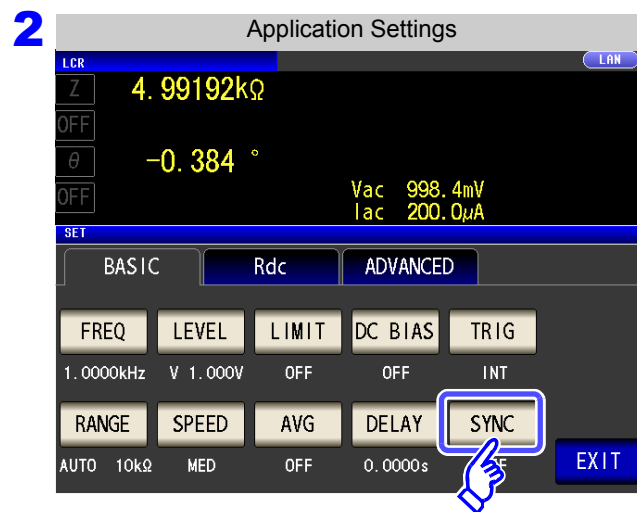 2
Application Settings
LCR
LAN
Z 4.99192kΩ
OFF
θ -0.384 °
OFF
Vac 998.4mV
Iac 200.0μA
SET
BASIC Rdc ADVANCED
FREQ LEVEL LIMIT DC BIAS TRIG
1.0000kHz V 1.000V OFF OFF INT
RANGE SPEED AVG DELAY SYNC
AUTO 10kΩ MED OFF 0.0000s
EXIT